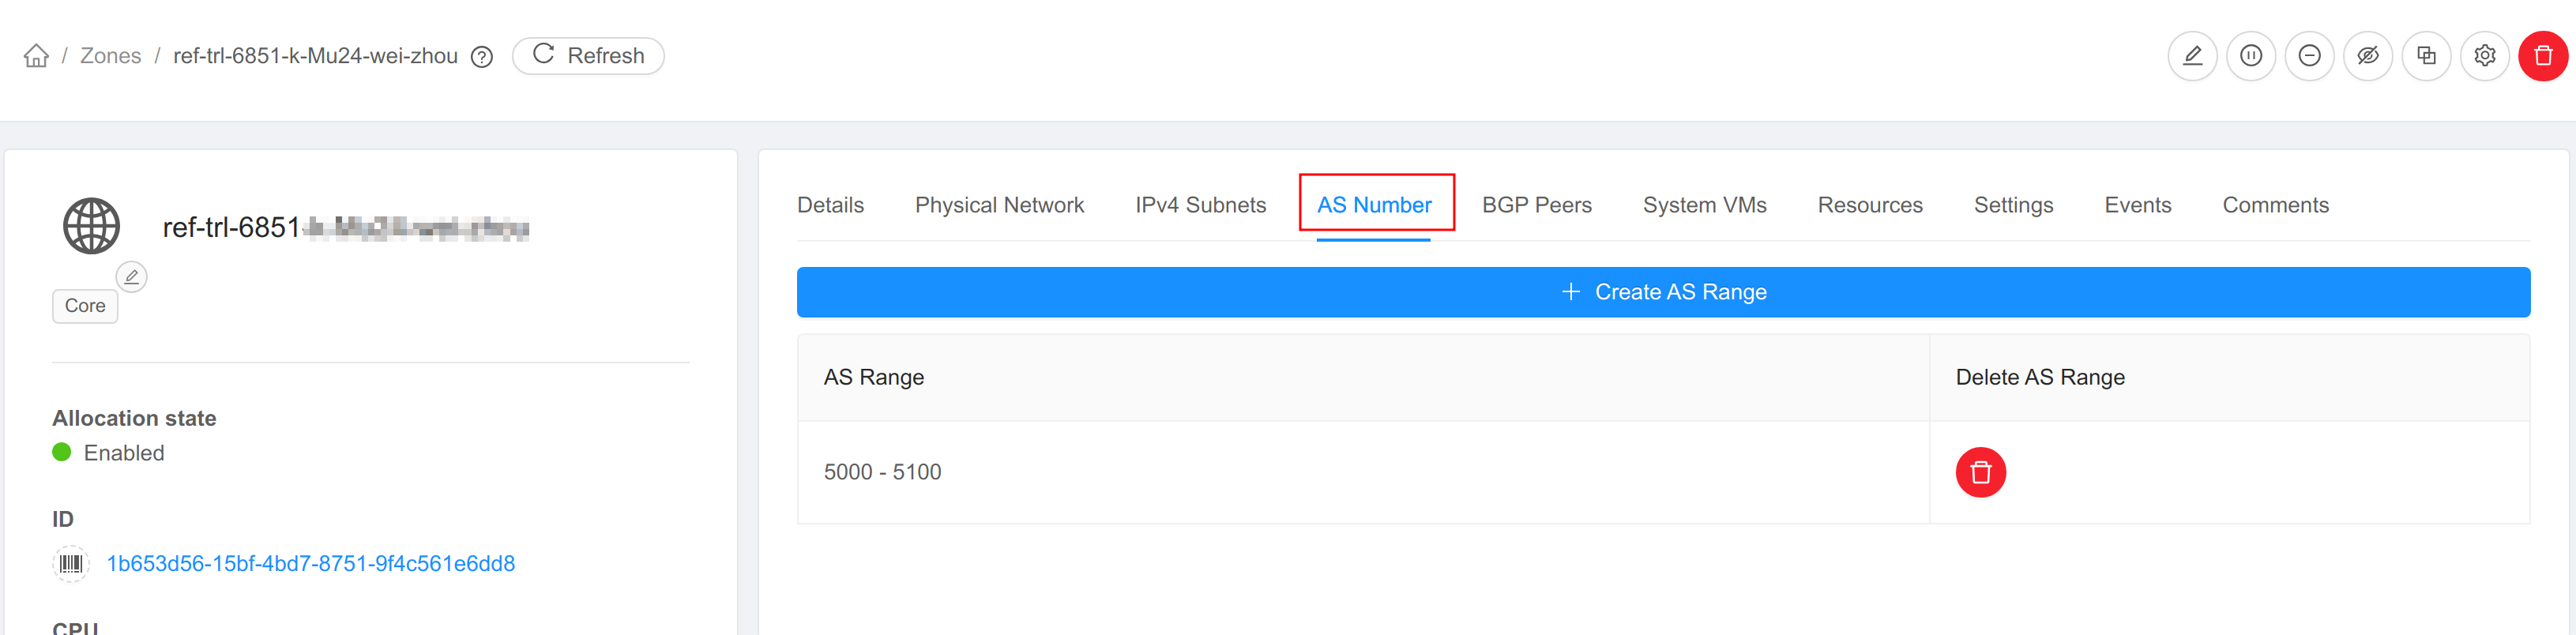 / Zones / ref-trl-6851-k-Mu24-wei-zhou ? Refresh
ref-trl-6851-
Core
Allocation state
Enabled
ID
1b653d56-15bf-4bd7-8751-9f4c561e6dd8
CPU
Details Physical Network IPv4 Subnets AS Number BGP Peers System VMs Resources Settings Events Comments
+ Create AS Range
AS Range Delete AS Range
5000 - 5100